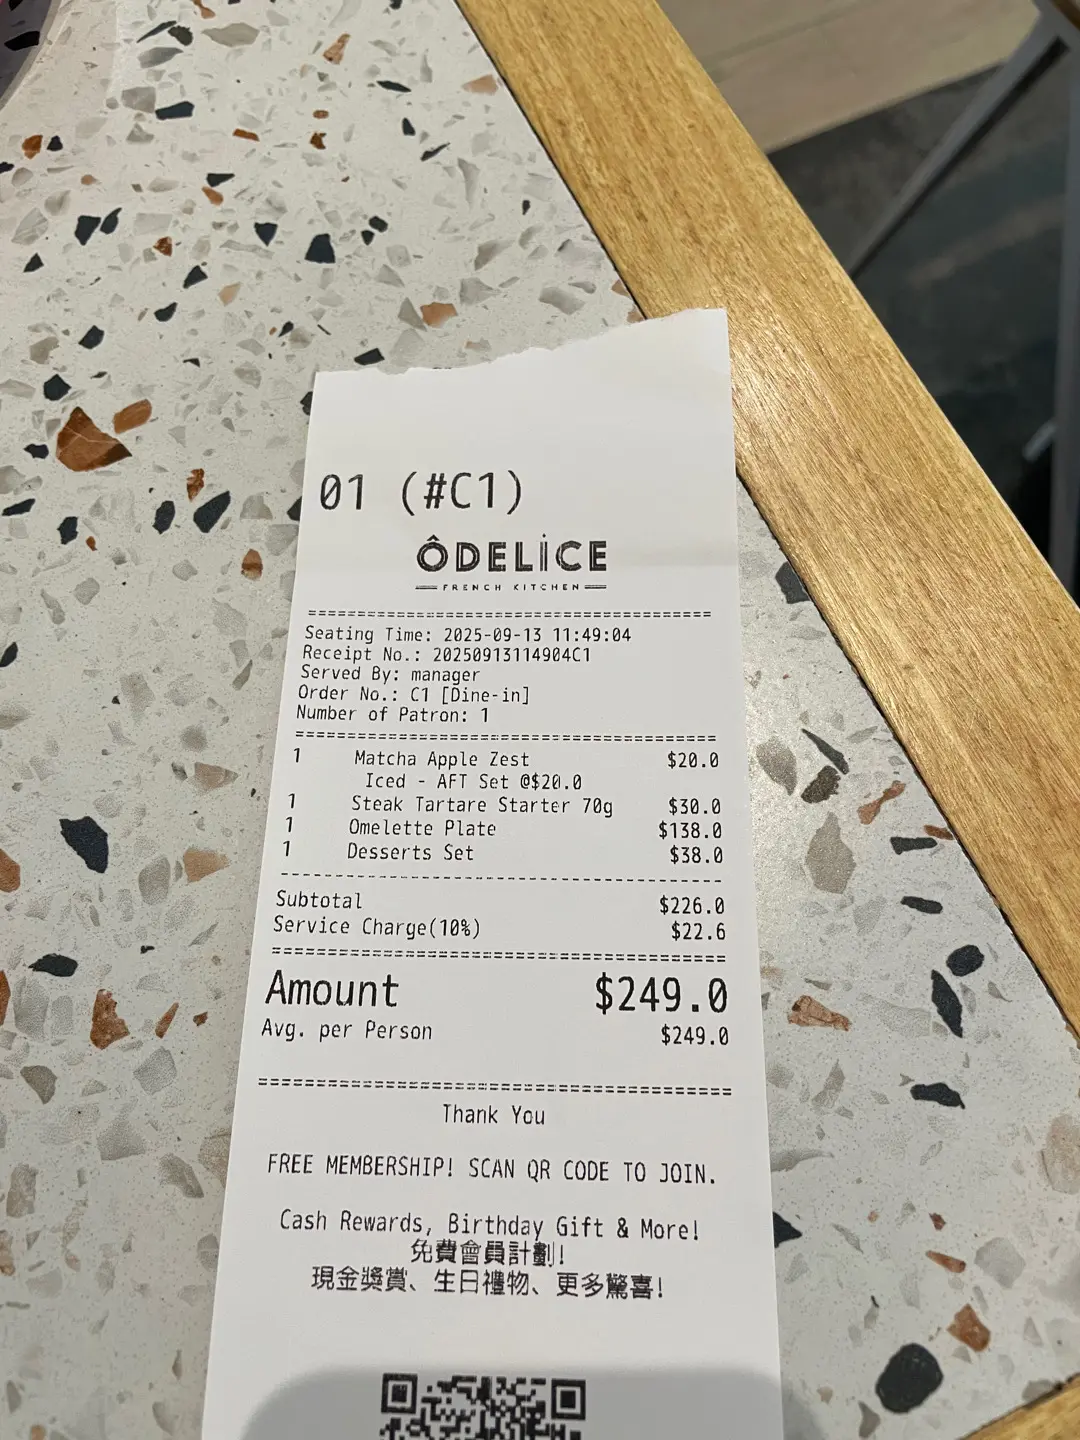 01 (#C1)
ÔDELİCE
FRENCH KITCHEN
==============================================
Seating Time: 2025-09-13 11:49:04
Receipt No.: 20250913114904C1
Served By: manager
Order No.: C1 [Dine-in]
Number of Patron: 1
==============================================
1 Matcha Apple Zest $20.0
Iced - AFT Set @$20.0
1 Steak Tartare Starter 70g $30.0
1 Omelette Plate $138.0
1 Desserts Set $38.0
----------------------------------------------
Subtotal $226.0
Service Charge(10%) $22.6
==============================================
Amount $249.0
Avg. per Person $249.0
==============================================
Thank You
FREE MEMBERSHIP! SCAN QR CODE TO JOIN.
Cash Rewards, Birthday Gift & More!
免費會員計劃!
現金獎賞、生日禮物、更多驚喜!